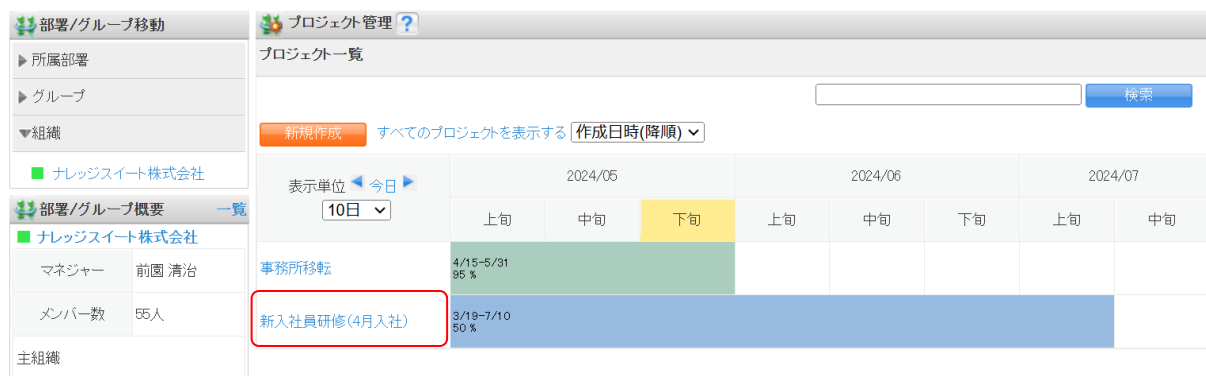 部署/グループ移動
▶所属部署
▶グループ
▼組織
ナレッジスイート株式会社
部署/グループ概要 一覧
ナレッジスイート株式会社
マネジャー 前園 清治
メンバー数 55人
主組織
プロジェクト管理 ?
プロジェクト一覧
検索
新規作成 すべてのプロジェクトを表示する 作成日時(降順)
表示単位 今日 2024/05 2024/06 2024/07
10日 上旬 中旬 下旬 上旬 中旬 下旬 上旬 中旬
事務所移転 4/15-5/31
95 %
新入社員研修(4月入社) 3/19-7/10
50 %